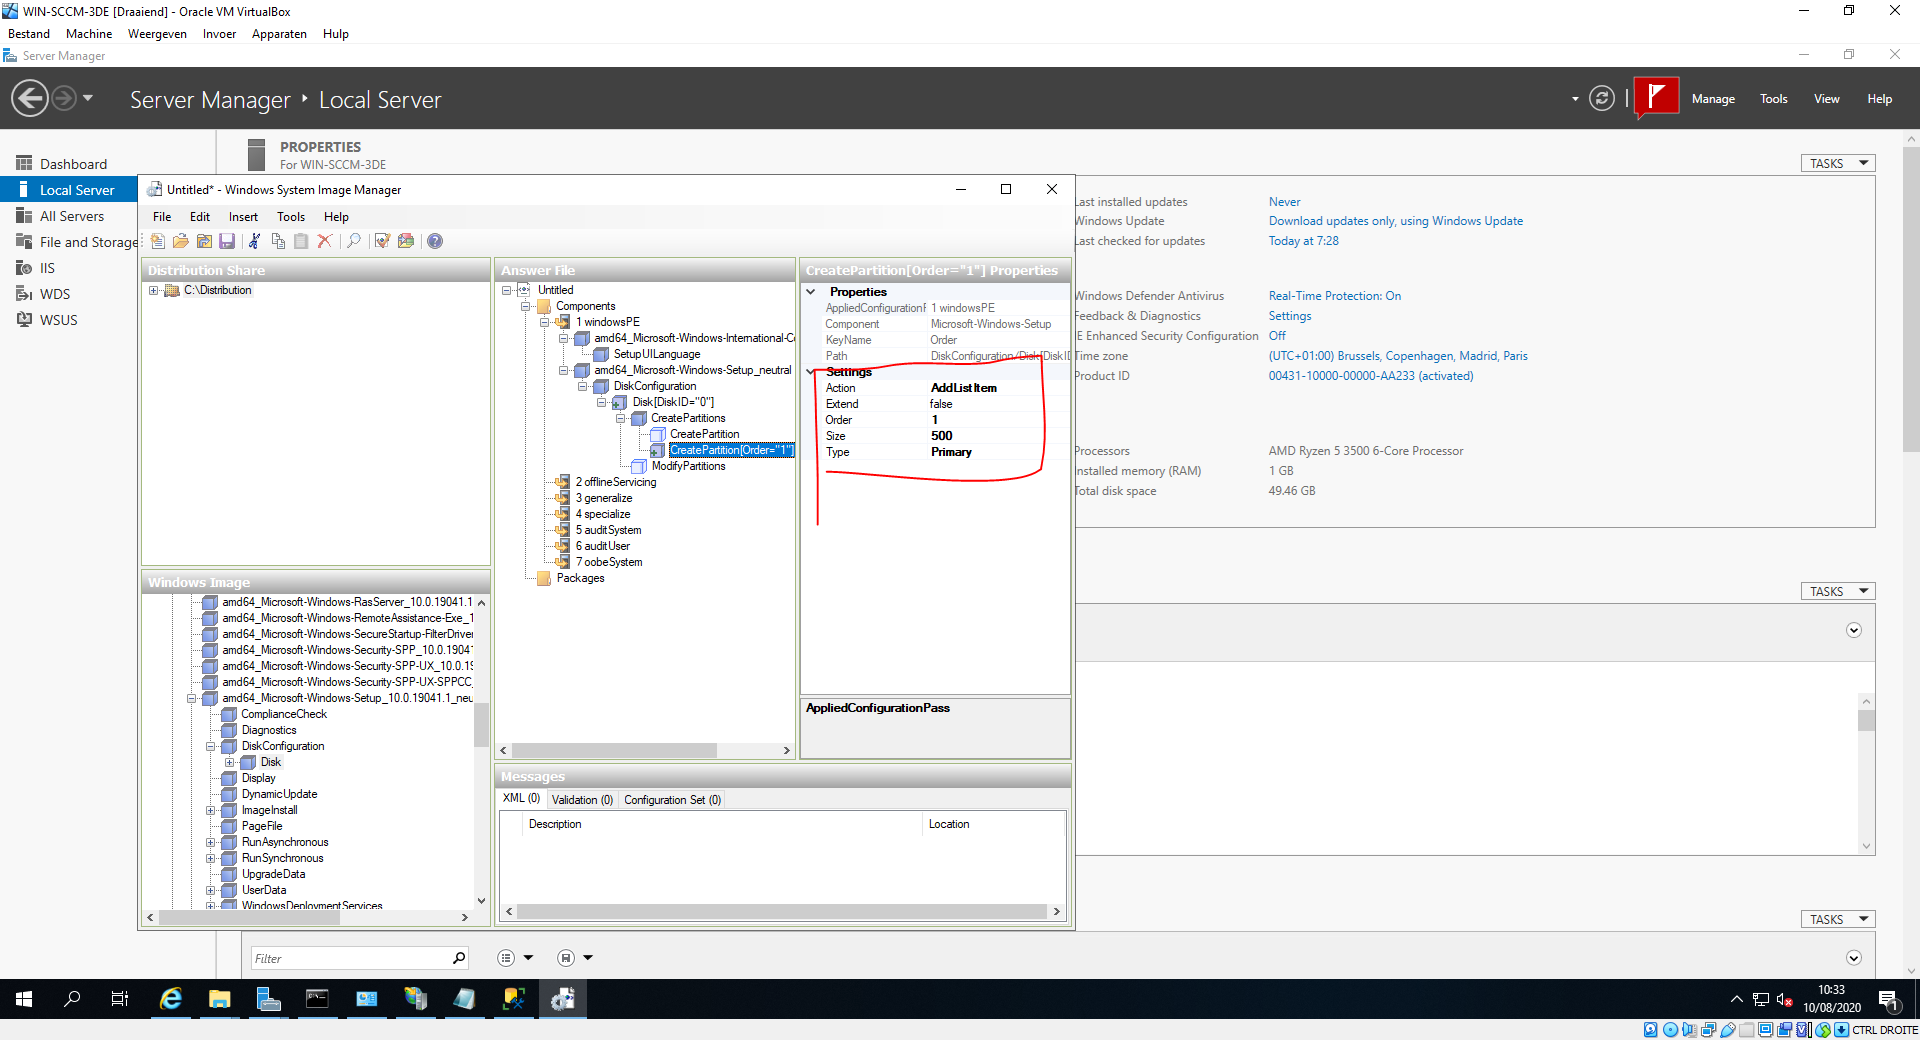 WIN-SCCM-3DE [Draaiend] - Oracle VM VirtualBox
Bestand Machine Weergeven Invoer Apparaten Hulp
Server Manager
Server Manager ‣ Local Server
Manage Tools View Help
Dashboard
Local Server
All Servers
File and Storage
IIS
WDS
WSUS
PROPERTIES
For WIN-SCCM-3DE
TASKS
Untitled* - Windows System Image Manager
File Edit Insert Tools Help
Distribution Share
C:\Distribution
Windows Image
amd64_Microsoft-Windows-RasServer_10.0.19041.1
amd64_Microsoft-Windows-RemoteAssistance-Exe_1
amd64_Microsoft-Windows-SecureStartup-FilterDriver
amd64_Microsoft-Windows-Security-SPP_10.0.1904
amd64_Microsoft-Windows-Security-SPP-UX_10.0.19
amd64_Microsoft-Windows-Security-SPP-UX-SPPCC_
amd64_Microsoft-Windows-Setup_10.0.19041.1_neu
ComplianceCheck
Diagnostics
DiskConfiguration
Disk
Display
DynamicUpdate
ImageInstall
PageFile
RunAsynchronous
RunSynchronous
UpgradeData
UserData
WindowsDeploymentServices
Answer File
Untitled
Components
1 windowsPE
amd64_Microsoft-Windows-International-Co
SetupUILanguage
amd64_Microsoft-Windows-Setup_neutral
DiskConfiguration
Disk[DiskID="0"]
CreatePartitions
CreatePartition
CreatePartition[Order="1"]
ModifyPartitions
2 offlineServicing
3 generalize
4 specialize
5 auditSystem
6 auditUser
7 oobeSystem
Packages
CreatePartition[Order="1"] Properties
Properties
AppliedConfigurationF 1 windowsPE
Component Microsoft-Windows-Setup
KeyName Order
Path DiskConfiguration/Disk[DiskID
Settings
Action AddListItem
Extend false
Order 1
Size 500
Type Primary
AppliedConfigurationPass
Messages
XML (0) Validation (0) Configuration Set (0)
Description Location
Last installed updates Never
Windows Update Download updates only, using Windows Update
Last checked for updates Today at 7:28
Windows Defender Antivirus Real-Time Protection: On
Feedback & Diagnostics Settings
IE Enhanced Security Configuration Off
Time zone (UTC+01:00) Brussels, Copenhagen, Madrid, Paris
Product ID 00431-10000-00000-AA233 (activated)
Processors AMD Ryzen 5 3500 6-Core Processor
Installed memory (RAM) 1 GB
Total disk space 49.46 GB
TASKS
TASKS
Filter
10:33
10/08/2020
1
CTRL DROITE